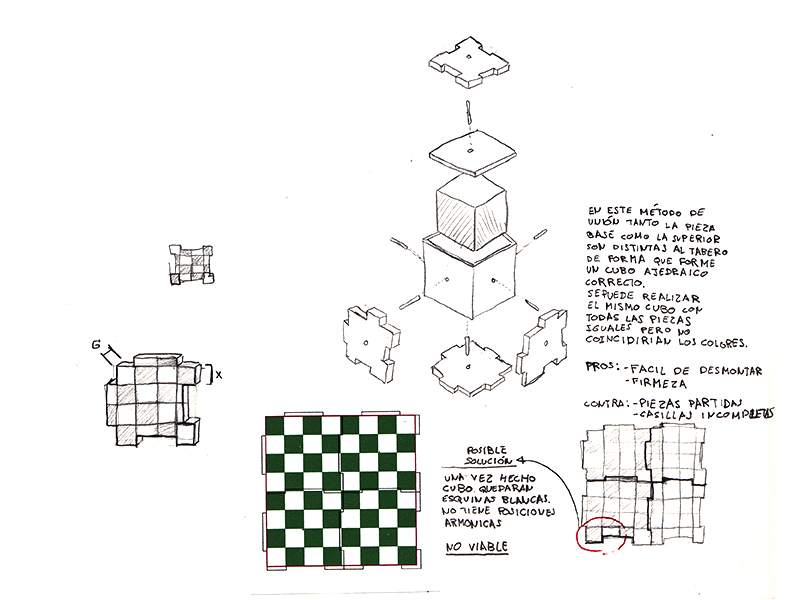 EN ESTE MÉTODO DE
UNIÓN TANTO LA PIEZA
BASE COMO LA SUPERIOR
SON DISTINTAS AL TABERO
DE FORMA QUE FORME
UN CUBO AJEDRAICO
CORRECTO.
SEPUEDE REALIZAR
EL MISMO CUBO CON
TODAS LAS PIEZAS
IGUALES PERO NO
COINCIDIRIAN LOS COLORES.
PROS:-FACIL DE DESMONTAR
-FIRMEZA
CONTRA:-PIEZAS PARTIDAS
-CASILLAS INCOMPLETAS
G
X
POSIBLE
SOLUCIÓN
UNA VEZ HECHO
CUBO QUEDARAN
ESQUINAS BLANCAS.
NO TIENE POSICIONES
ARMONICAS
NO VIABLE